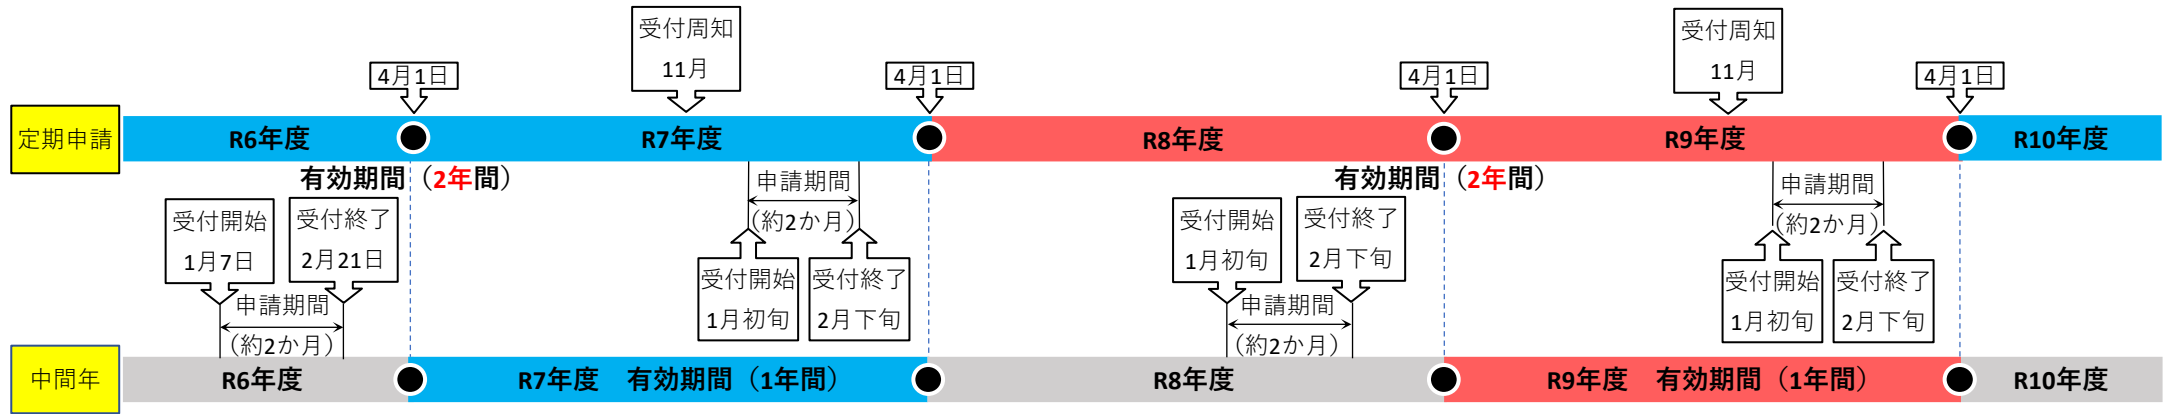 受付周知
11月
受付周知
11月
4月1日
4月1日
4月1日
4月1日
定期申請
R6年度
R7年度
R8年度
R9年度
R10年度
有効期間（2年間）
有効期間（2年間）
申請期間
(約2か月)
申請期間
(約2か月)
受付開始
1月7日
受付終了
2月21日
受付開始
1月初旬
受付終了
2月下旬
受付開始
1月初旬
受付終了
2月下旬
受付開始
1月初旬
受付終了
2月下旬
申請期間
(約2か月)
申請期間
(約2か月)
中間年
R6年度
R7年度　有効期間（1年間）
R8年度
R9年度　有効期間（1年間）
R10年度